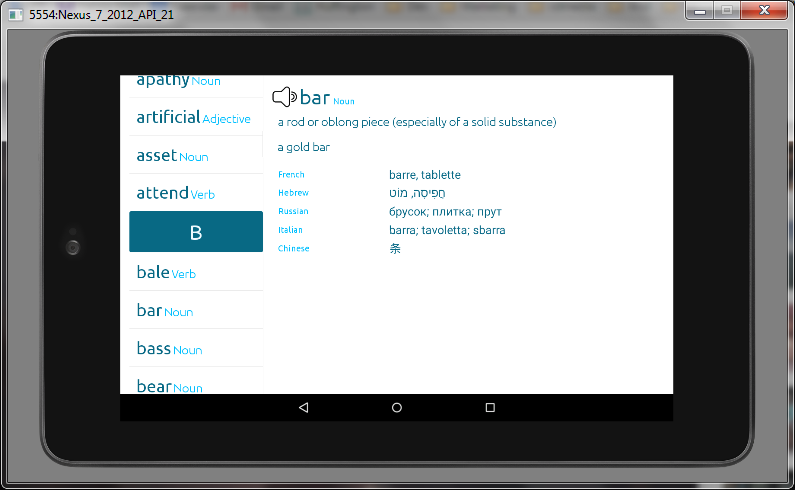 5554:Nexus_7_2012_API_21
apathy Noun
artificial Adjective
asset Noun
attend Verb
B
bale Verb
bar Noun
bass Noun
bear Noun
bar Noun
a rod or oblong piece (especially of a solid substance)
a gold bar
French barre, tablette
Hebrew חֲפִיסָה, מוֹט
Russian брусок; плитка; прут
Italian barra; tavoletta; sbarra
Chinese 条